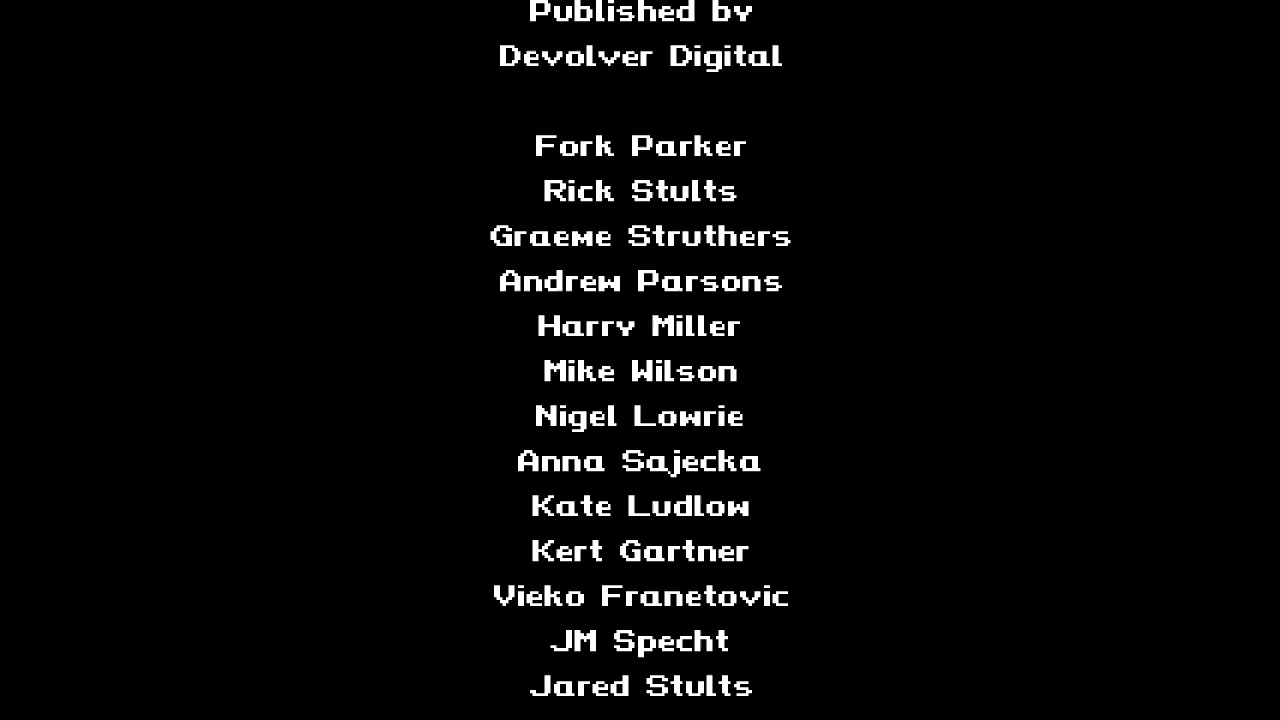 Published by
Devolver Digital
Fork Parker
Rick Stults
Graeme Struthers
Andrew Parsons
Harry Miller
Mike Wilson
Nigel Lowrie
Anna Sajecka
Kate Ludlow
Kert Gartner
Vieko Franetovic
JM Specht
Jared Stults